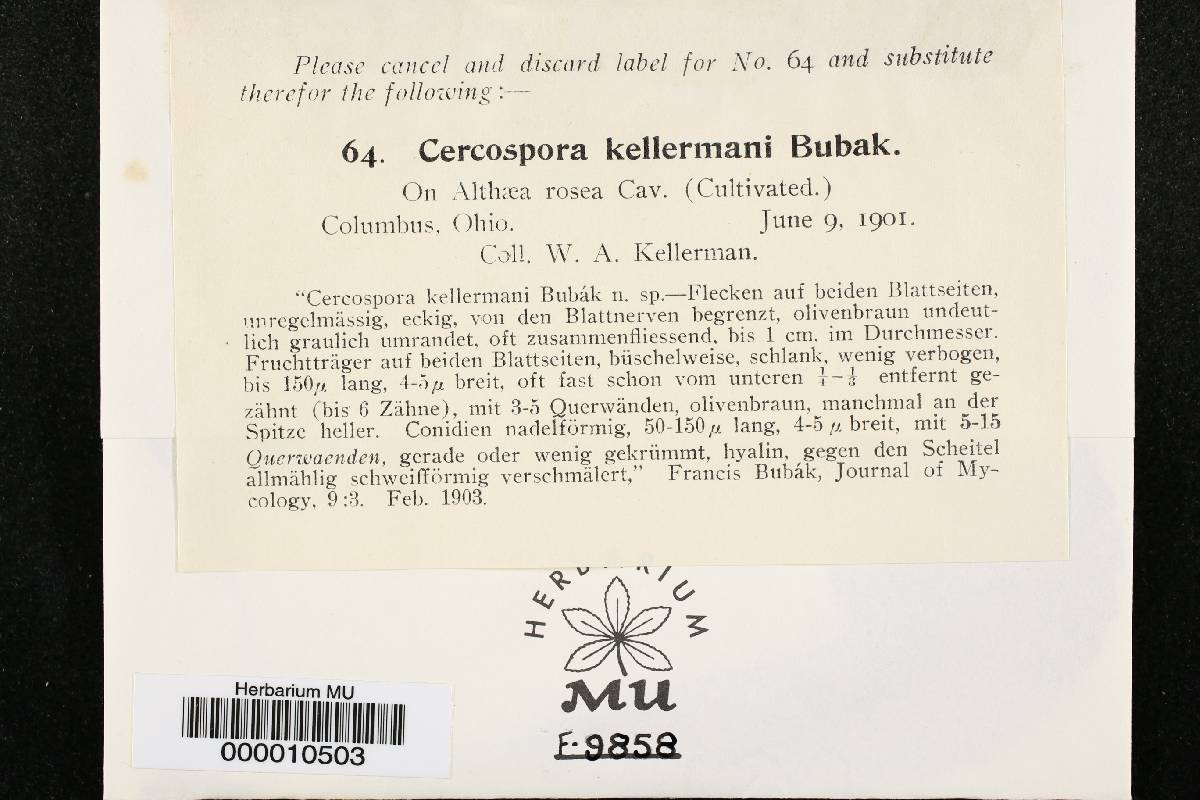 Please cancel and discard label for No. 64 and substitute
therefor the following:—
64. Cercospora kellermani Bubak.
On Althæa rosea Cav. (Cultivated.)
Columbus, Ohio. June 9, 1901.
Coll. W. A. Kellerman.
"Cercospora kellermani Bubák n. sp.—Flecken auf beiden Blattseiten,
unregelmässig, eckig, von den Blattnerven begrenzt, olivenbraun undeut-
lich graulich umrandet, oft zusammenfliessend, bis 1 cm. im Durchmesser.
Fruchtträger auf beiden Blattseiten, büschelweise, schlank, wenig verbogen,
bis 150µ lang, 4-5µ breit, oft fast schon vom unteren ¼-⅓ entfernt ge-
zähnt (bis 6 Zähne), mit 3-5 Querwänden, olivenbraun, manchmal an der
Spitze heller. Conidien nadelförmig, 50-150µ lang, 4-5µ breit, mit 5-15
Querwaenden, gerade oder wenig gekrümmt, hyalin, gegen den Scheitel
allmählig schweifförmig verschmälert," Francis Bubák, Journal of My-
cology, 9:3. Feb. 1903.
HERBARIUM
MU
F-9858
Herbarium MU
000010503